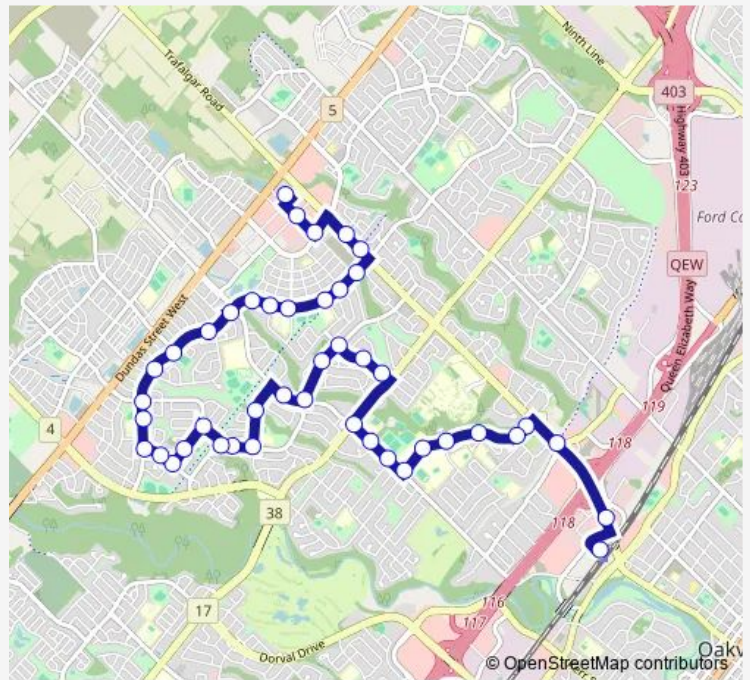 Ninth Line
Trafalgar Road
5
403
Highway 403
123
Ford Co
QEW
Queen Elizabeth Way
Dundas Street West
119
4
118
38
118
17
116
117
Dorval Drive
Oakv
© OpenStreetMap contributors